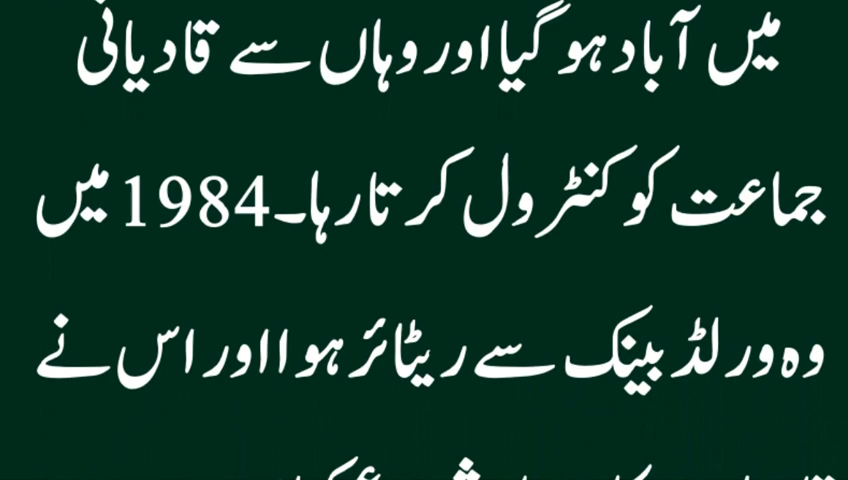 میں آباد ہو گیا اور وہاں سے قادیانی
جماعت کو کنٹرول کرتا رہا۔ 1984 میں
وہ ورلڈ بینک سے ریٹائر ہوا اور اس نے